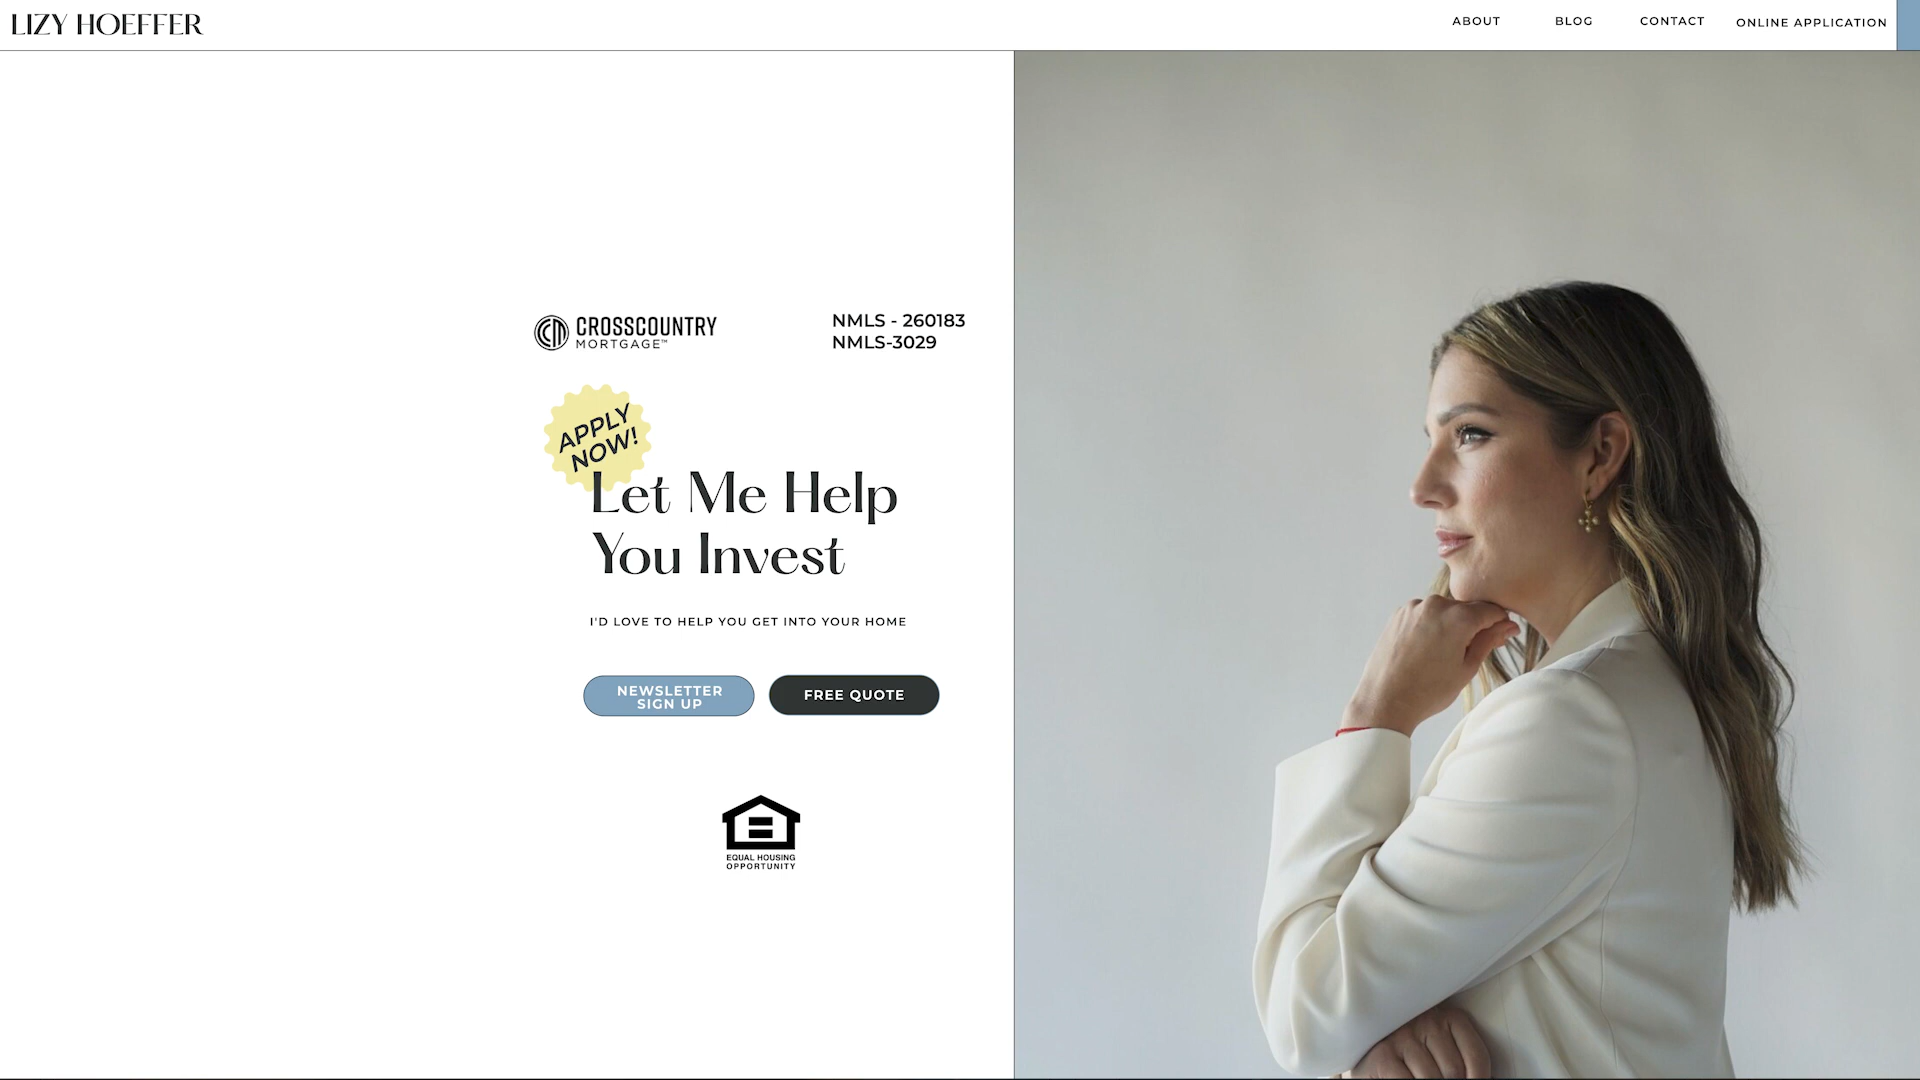 LIZY HOEFFER
ABOUT
BLOG
CONTACT
ONLINE APPLICATION
CROSSCOUNTRY
MORTGAGE™
NMLS - 260183
NMLS-3029
APPLY
NOW!
Let Me Help
You Invest
I'D LOVE TO HELP YOU GET INTO YOUR HOME
NEWSLETTER
SIGN UP
FREE QUOTE
EQUAL HOUSING
OPPORTUNITY